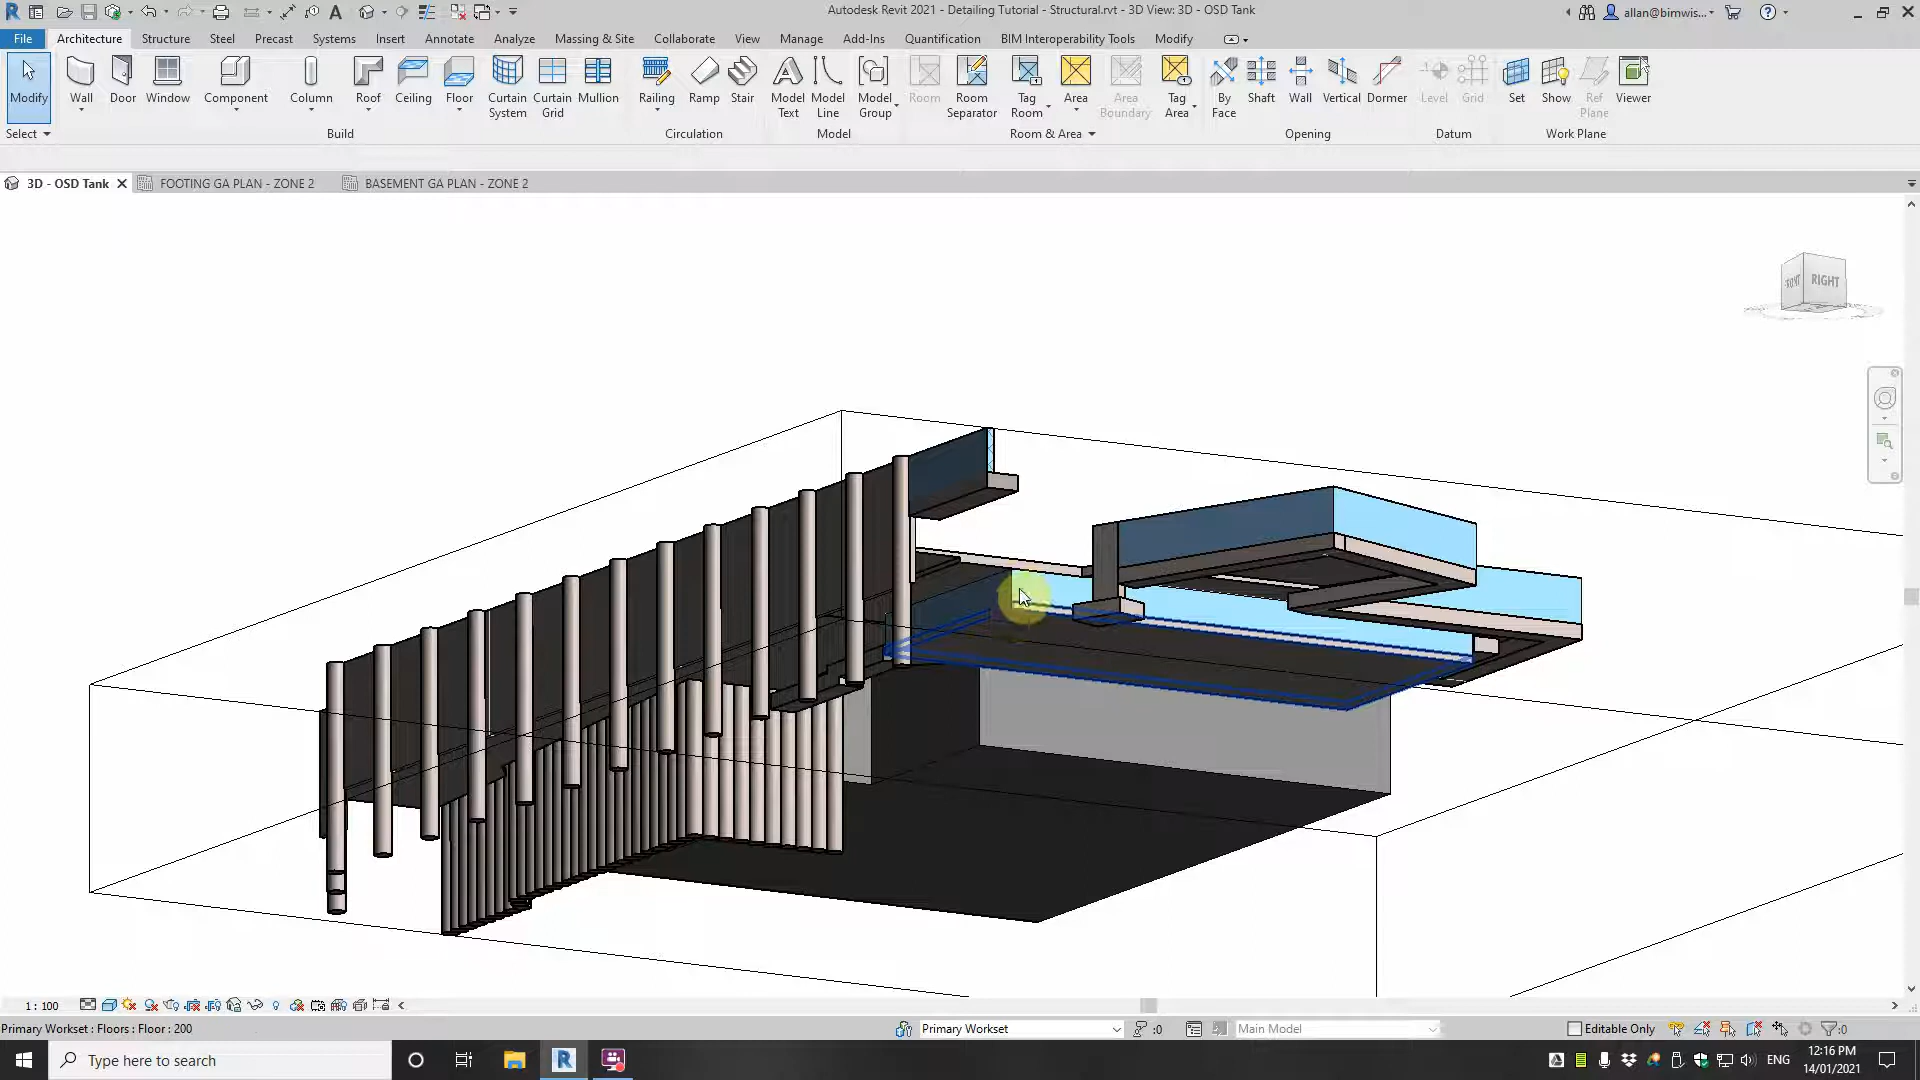 Autodesk Revit 2021 - Detailing Tutorial - Structural.rvt - 3D View: 3D - OSD Tank
allan@bimwis...
File Architecture Structure Steel Precast Systems Insert Annotate Analyze Massing & Site Collaborate View Manage Add-Ins Quantification BIM Interoperability Tools Modify
Modify Wall Door Window Component Column Roof Ceiling Floor Curtain System Curtain Grid Mullion Railing Ramp Stair Model Text Model Line Model Group Room Room Separator Tag Room Area Area Boundary Tag Area By Face Shaft Wall Vertical Dormer Level Grid Set Show Ref Plane Viewer
Select Build Circulation Model Room & Area Opening Datum Work Plane
3D - OSD Tank FOOTING GA PLAN - ZONE 2 BASEMENT GA PLAN - ZONE 2
FRONT RIGHT
1 : 100
Primary Workset : Floors : Floor : 200 Primary Workset :0 Main Model Editable Only :0
Type here to search ENG 12:16 PM
14/01/2021